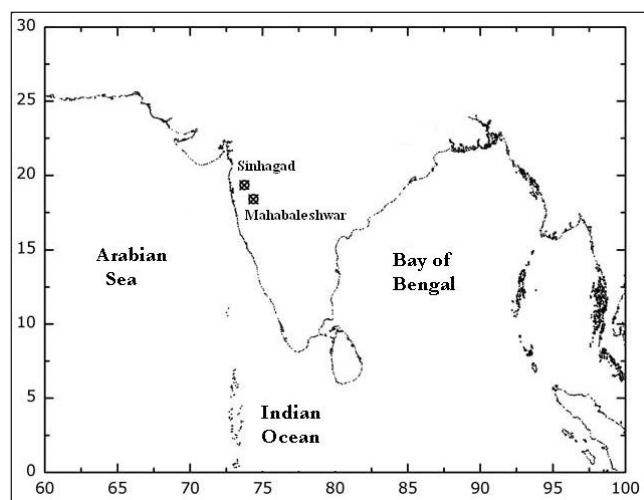 30
25
20
15
10
5
0
Sinhagad
Mahabaleshwar
Arabian
Sea
Bay of
Bengal
Indian
Ocean
60 65 70 75 80 85 90 95 100